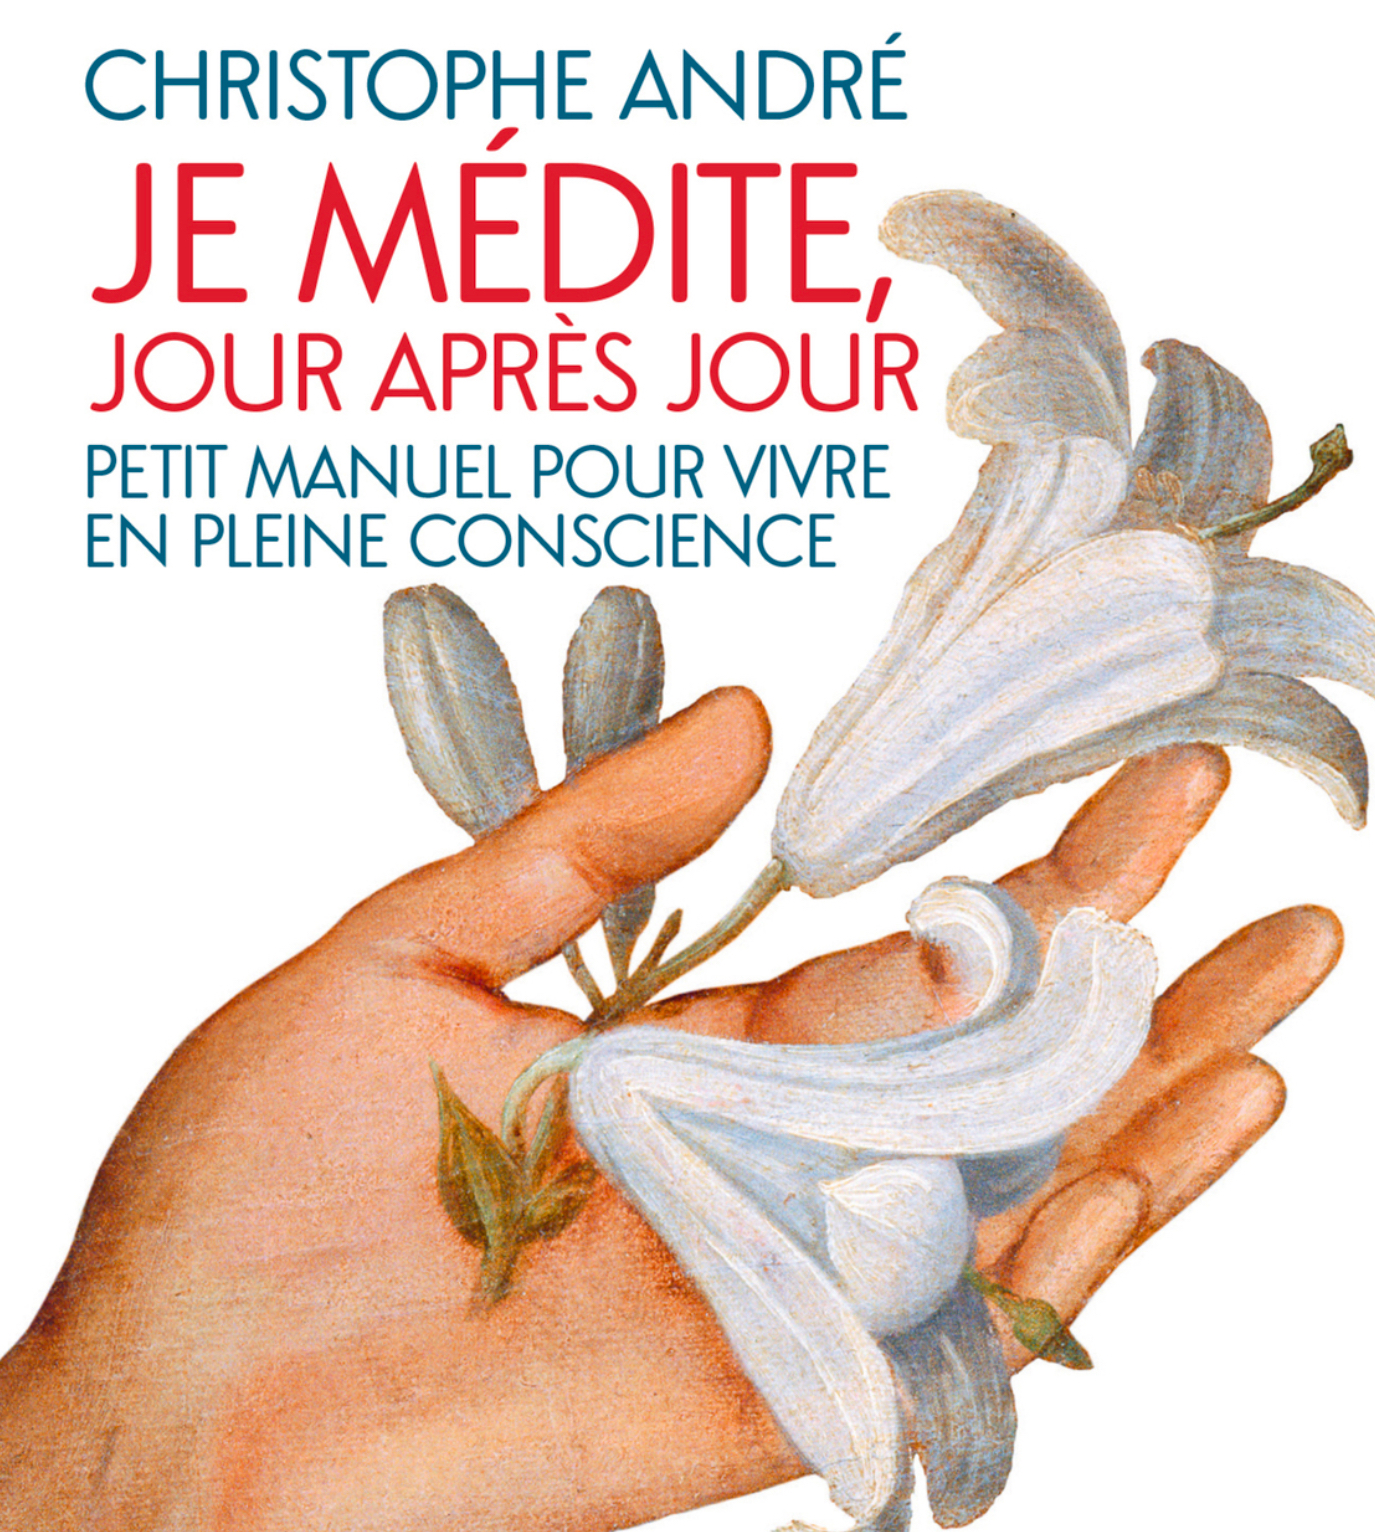 CHRISTOPHE ANDRÉ
JE MÉDITE,
JOUR APRÈS JOUR
PETIT MANUEL POUR VIVRE
EN PLEINE CONSCIENCE